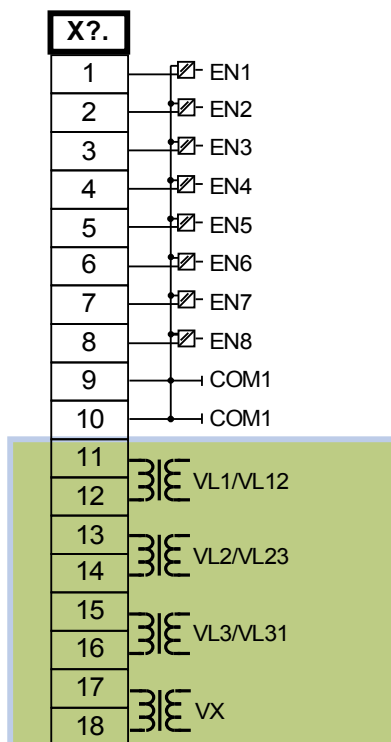 X?.
1 EN1
2 EN2
3 EN3
4 EN4
5 EN5
6 EN6
7 EN7
8 EN8
9 COM1
10 COM1
11
VL1/VL12
12
13
VL2/VL23
14
15
VL3/VL31
16
17
VX
18